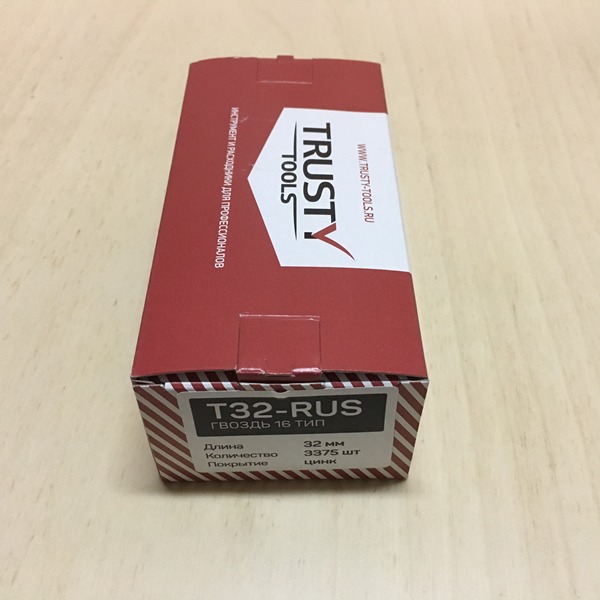 WWW.TRUSTY-TOOLS.RU
TRUSTY
TOOLS
ИНСТРУМЕНТ И РАСХОДНИКИ ДЛЯ ПРОФЕССИОНАЛОВ
T32-RUS
ГВОЗДЬ 16 ТИП
Длина 32 мм
Количество 3375 шт
Покрытие цинк